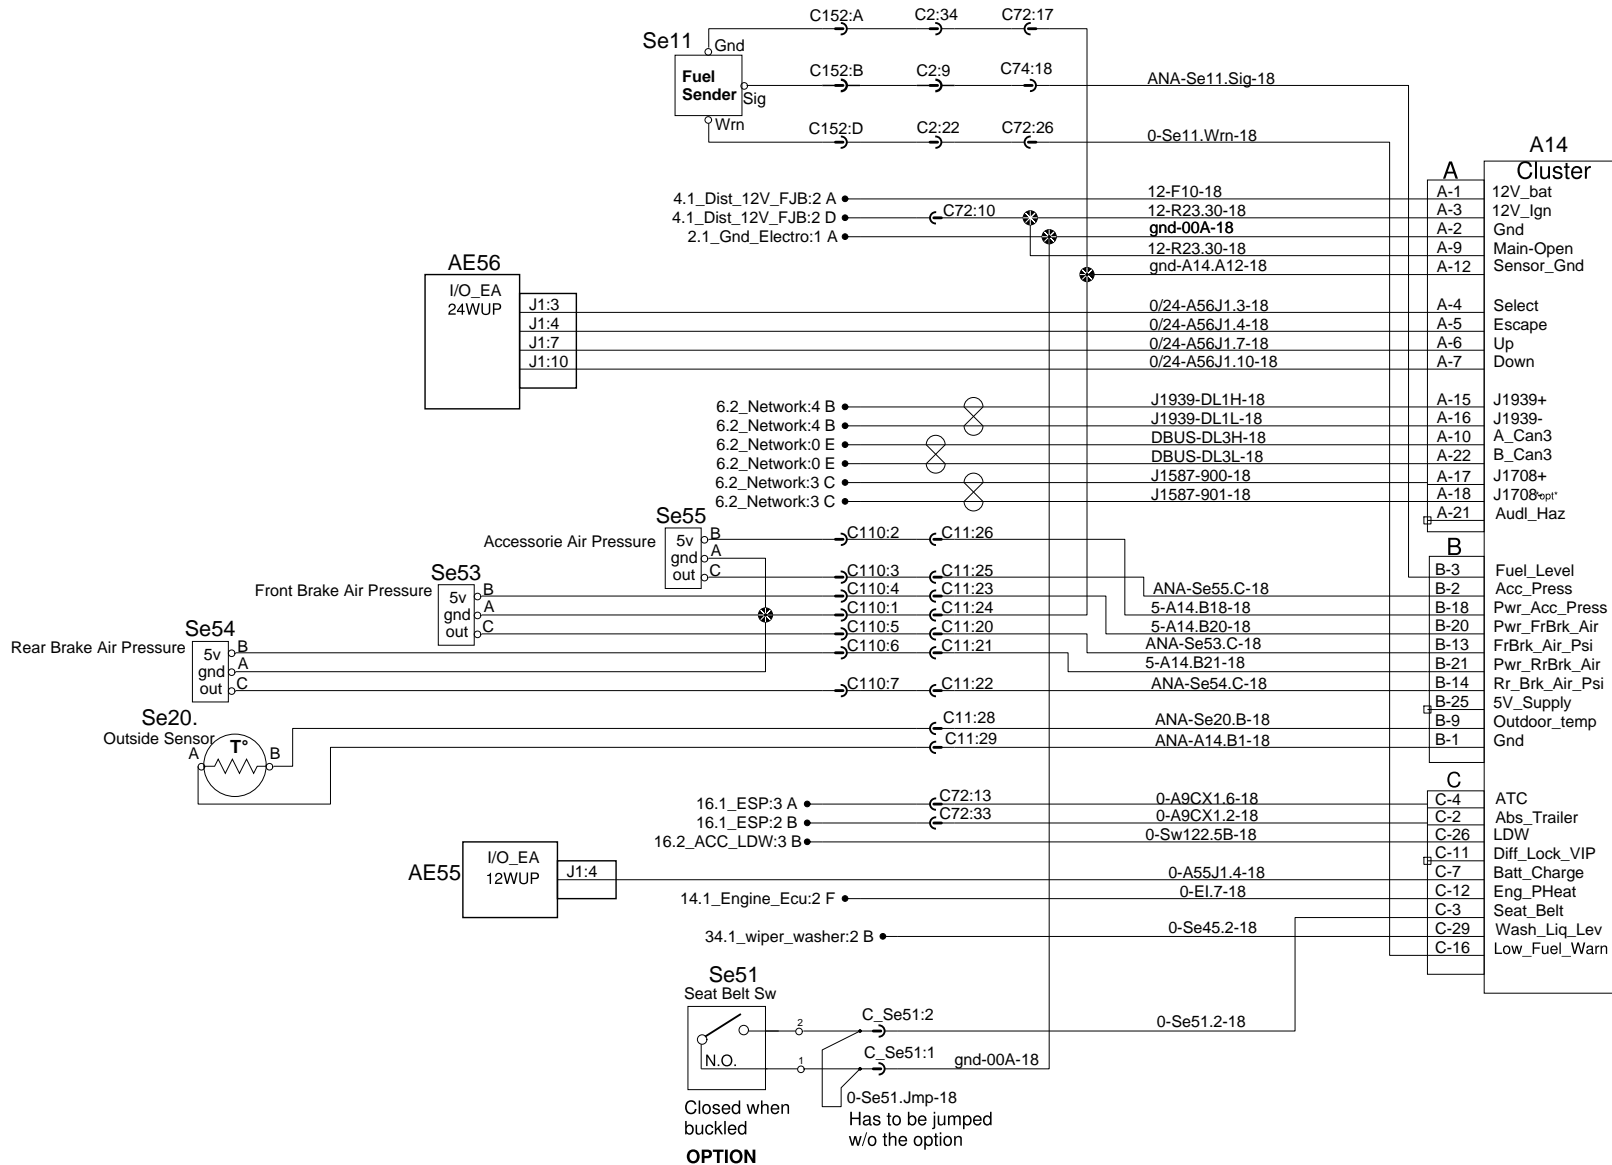 C152:A C2:34 C72:17
Se11 Gnd
Fuel Sender
C152:B C2:9 C74:18 ANA-Se11.Sig-18
Sig
Wrn
C152:D C2:22 C72:26 0-Se11.Wrn-18
A14
A Cluster
4.1_Dist_12V_FJB:2 A 12-F10-18 A-1 12V_bat
4.1_Dist_12V_FJB:2 D C72:10 12-R23.30-18 A-3 12V_Ign
2.1_Gnd_Electro:1 A gnd-00A-18 A-2 Gnd
12-R23.30-18 A-9 Main-Open
gnd-A14.A12-18 A-12 Sensor_Gnd
AE56
I/O_EA
24WUP
J1:3 0/24-A56J1.3-18 A-4 Select
J1:4 0/24-A56J1.4-18 A-5 Escape
J1:7 0/24-A56J1.7-18 A-6 Up
J1:10 0/24-A56J1.10-18 A-7 Down
6.2_Network:4 B J1939-DL1H-18 A-15 J1939+
6.2_Network:4 B J1939-DL1L-18 A-16 J1939-
6.2_Network:0 E DBUS-DL3H-18 A-10 A_Can3
6.2_Network:0 E DBUS-DL3L-18 A-22 B_Can3
6.2_Network:3 C J1587-900-18 A-17 J1708+
6.2_Network:3 C J1587-901-18 A-18 J1708-
A-21 Audl_Haz
Se55
Accessorie Air Pressure 5v B C110:2 C11:26
gnd A
out C C110:3 C11:25
B
B-3 Fuel_Level
Se53
Front Brake Air Pressure 5v B C110:4 C11:23 ANA-Se55.C-18 B-2 Acc_Press
gnd A C110:1 C11:24 5-A14.B18-18 B-18 Pwr_Acc_Press
out C C110:5 C11:20 5-A14.B20-18 B-20 Pwr_FrBrk_Air
Se54
Rear Brake Air Pressure 5v B C110:6 C11:21 ANA-Se53.C-18 B-13 FrBrk_Air_Psi
gnd A 5-A14.B21-18 B-21 Pwr_RrBrk_Air
out C C110:7 C11:22 ANA-Se54.C-18 B-14 Rr_Brk_Air_Psi
B-25 5V_Supply
Se20.
Outside Sensor
A T° B
C11:28 ANA-Se20.B-18 B-9 Outdoor_temp
C11:29 ANA-A14.B1-18 B-1 Gnd
C
16.1_ESP:3 A C72:13 0-A9CX1.6-18 C-4 ATC
16.1_ESP:2 B C72:33 0-A9CX1.2-18 C-2 Abs_Trailer
16.2_ACC_LDW:3 B 0-Sw122.5B-18 C-26 LDW
C-11 Diff_Lock_VIP
AE55
I/O_EA
12WUP
J1:4 0-A55J1.4-18 C-7 Batt_Charge
14.1_Engine_Ecu:2 F 0-EI.7-18 C-12 Eng_PHeat
C-3 Seat_Belt
34.1_wiper_washer:2 B 0-Se45.2-18 C-29 Wash_Liq_Lev
C-16 Low_Fuel_Warn
Se51
Seat Belt Sw
2 C_Se51:2 0-Se51.2-18
N.O. 1 C_Se51:1 gnd-00A-18
0-Se51.Jmp-18
Closed when
buckled
Has to be jumped
w/o the option
OPTION